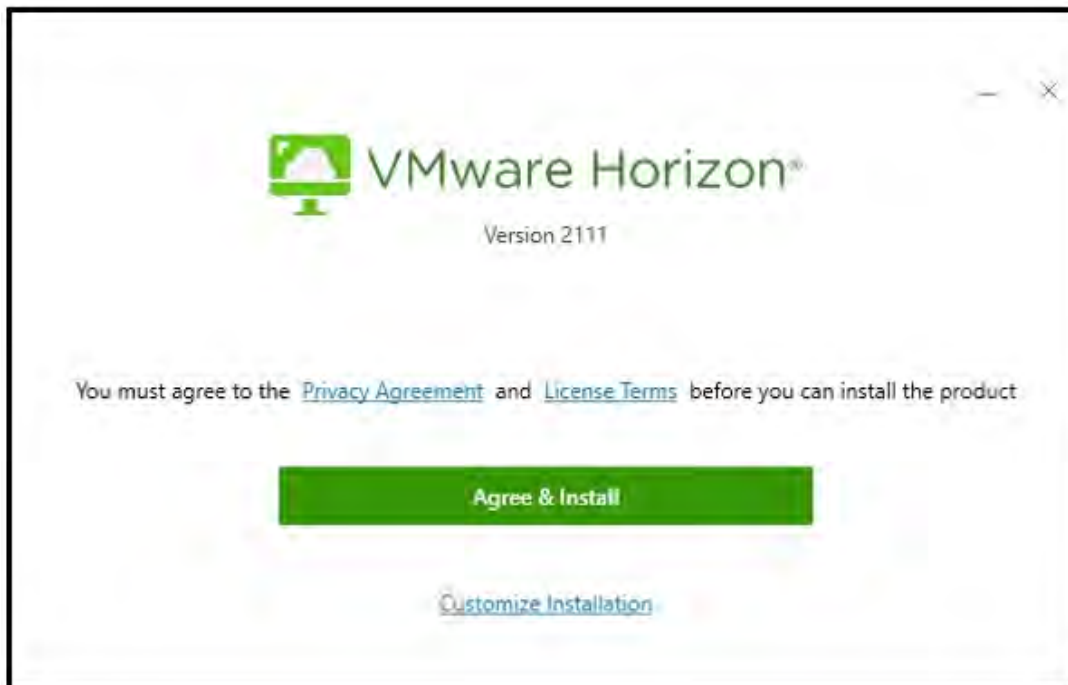 VMware Horizon®
Version 2111
You must agree to the Privacy Agreement and License Terms before you can install the product
Agree & Install
Customize Installation